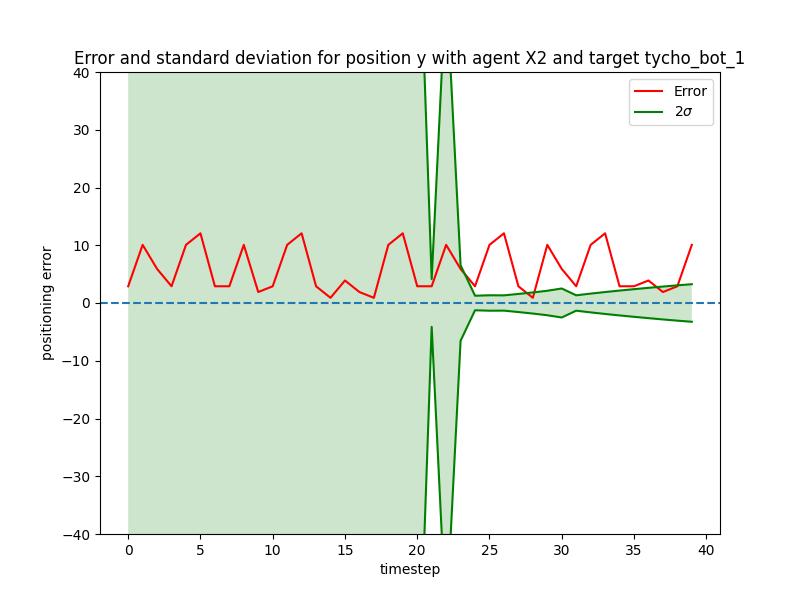 Error and standard deviation for position y with agent X2 and target tycho_bot_1
Error
2σ
positioning error
40
30
20
10
0
−10
−20
−30
−40
0 5 10 15 20 25 30 35 40
timestep